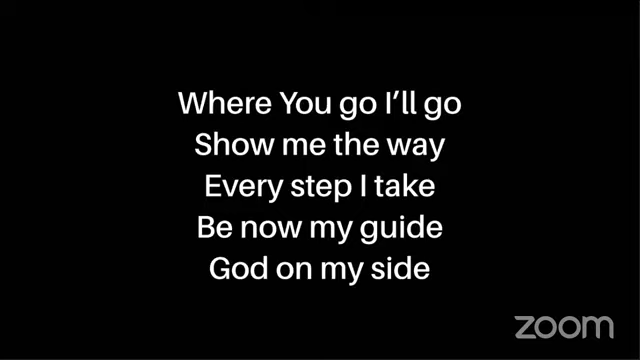 Where You go I’ll go
Show me the way
Every step I take
Be now my guide
God on my side
zoom